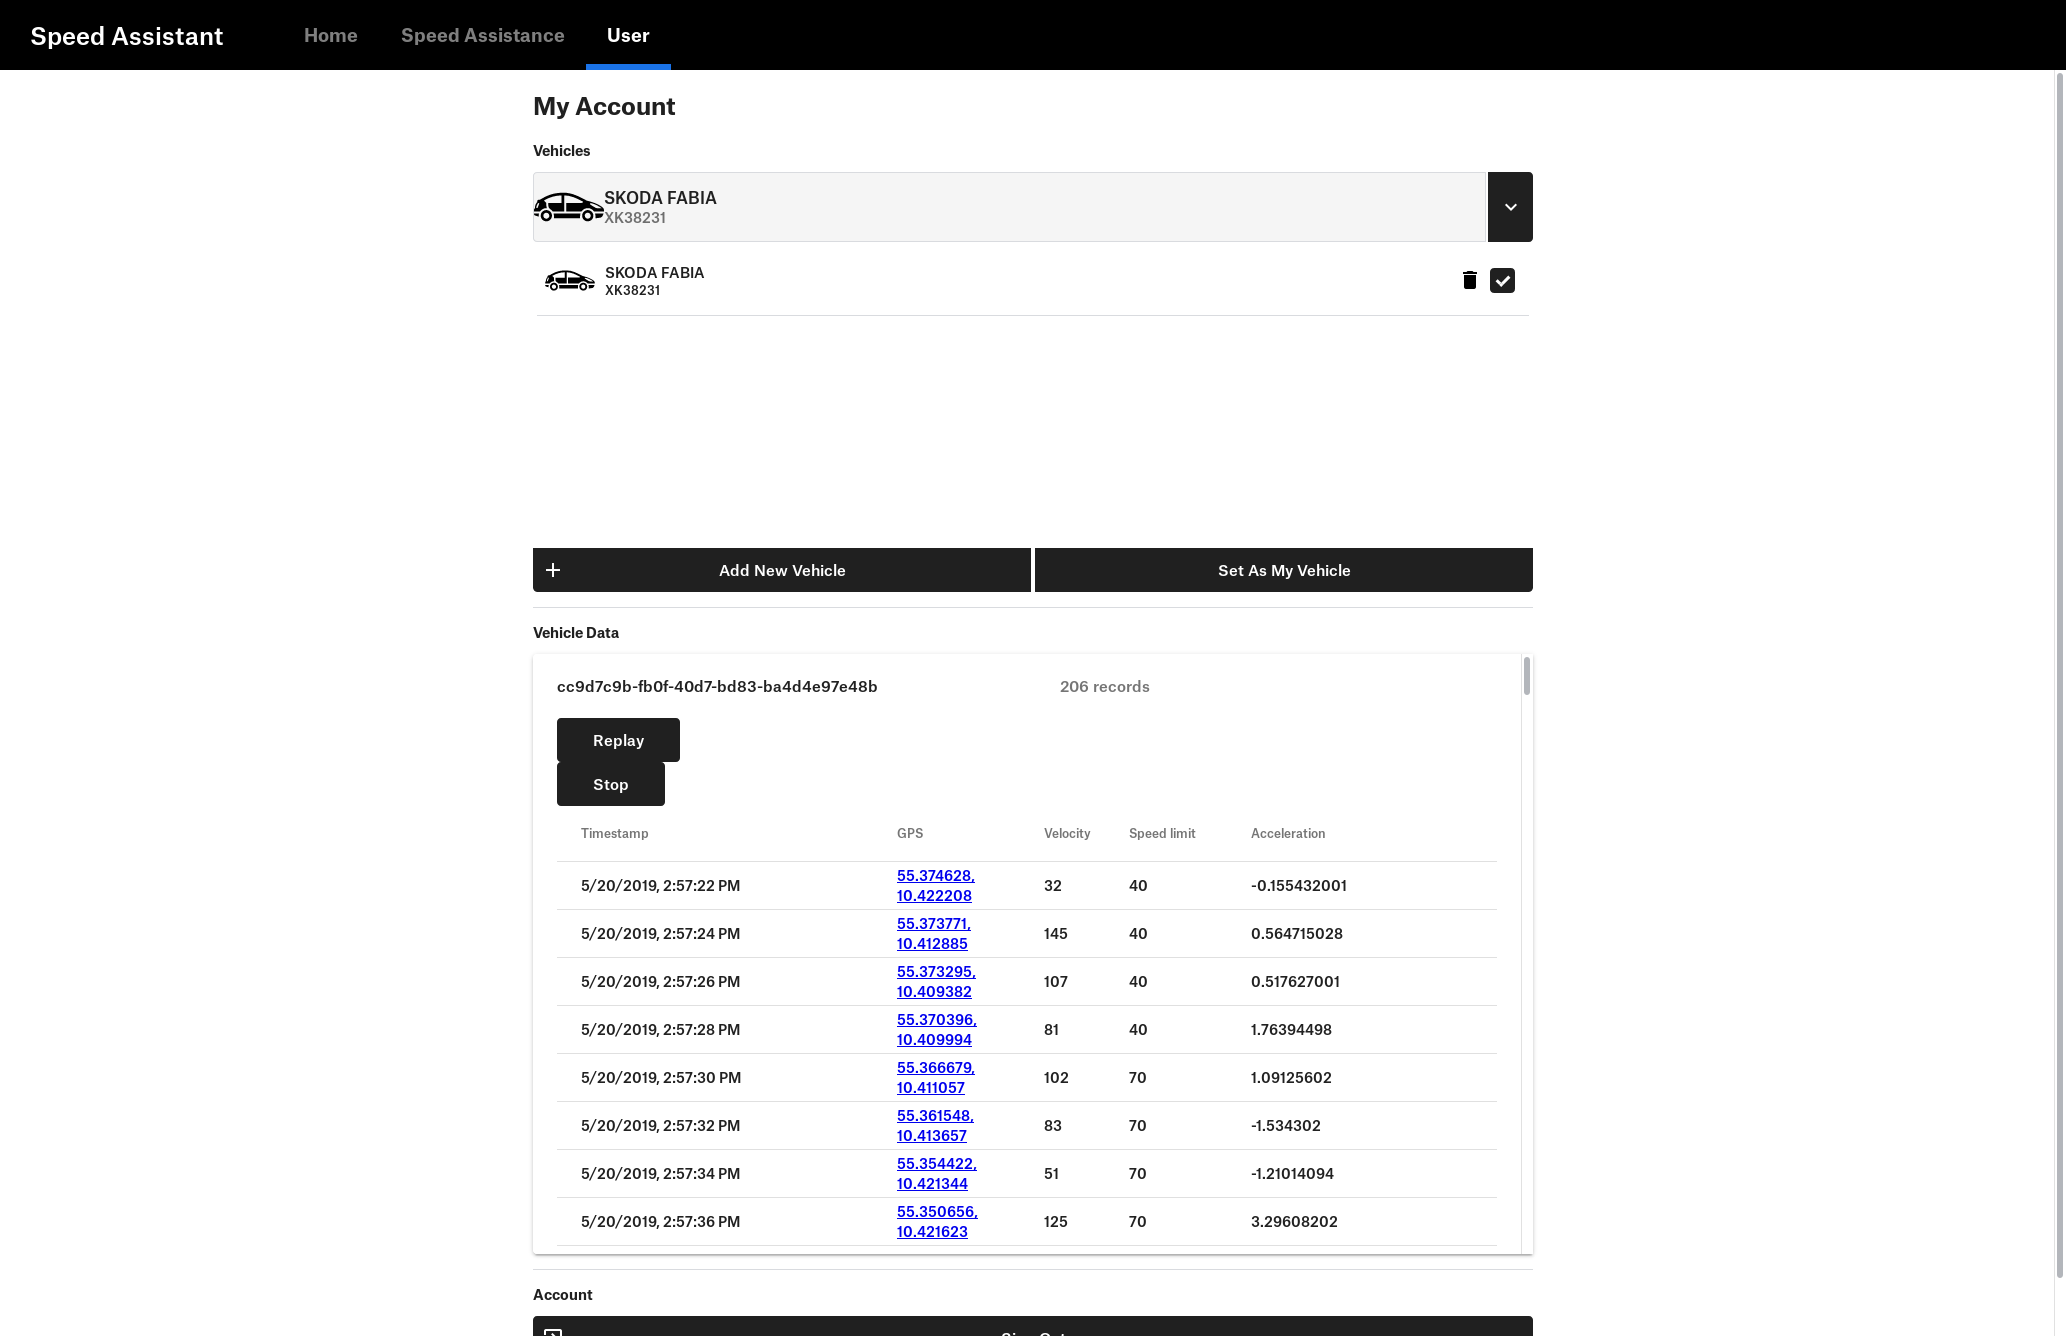 Speed Assistant
Home
Speed Assistance
User
My Account
Vehicles
SKODA FABIA
XK38231
SKODA FABIA
XK38231
Add New Vehicle
Set As My Vehicle
Vehicle Data
cc9d7c9b-fb0f-40d7-bd83-ba4d4e97e48b
206 records
Replay
Stop
Timestamp GPS Velocity Speed limit Acceleration
5/20/2019, 2:57:22 PM 55.374628, 10.422208 32 40 -0.155432001
5/20/2019, 2:57:24 PM 55.373771, 10.412885 145 40 0.564715028
5/20/2019, 2:57:26 PM 55.373295, 10.409382 107 40 0.517627001
5/20/2019, 2:57:28 PM 55.370396, 10.409994 81 40 1.76394498
5/20/2019, 2:57:30 PM 55.366679, 10.411057 102 70 1.09125602
5/20/2019, 2:57:32 PM 55.361548, 10.413657 83 70 -1.534302
5/20/2019, 2:57:34 PM 55.354422, 10.421344 51 70 -1.21014094
5/20/2019, 2:57:36 PM 55.350656, 10.421623 125 70 3.29608202
Account